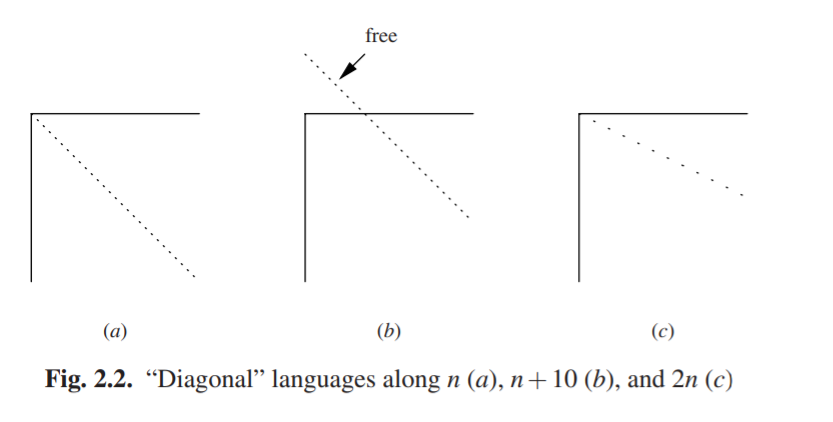 free
(a)
(b)
(c)
Fig. 2.2. “Diagonal” languages along n (a), n + 10 (b), and 2n (c)